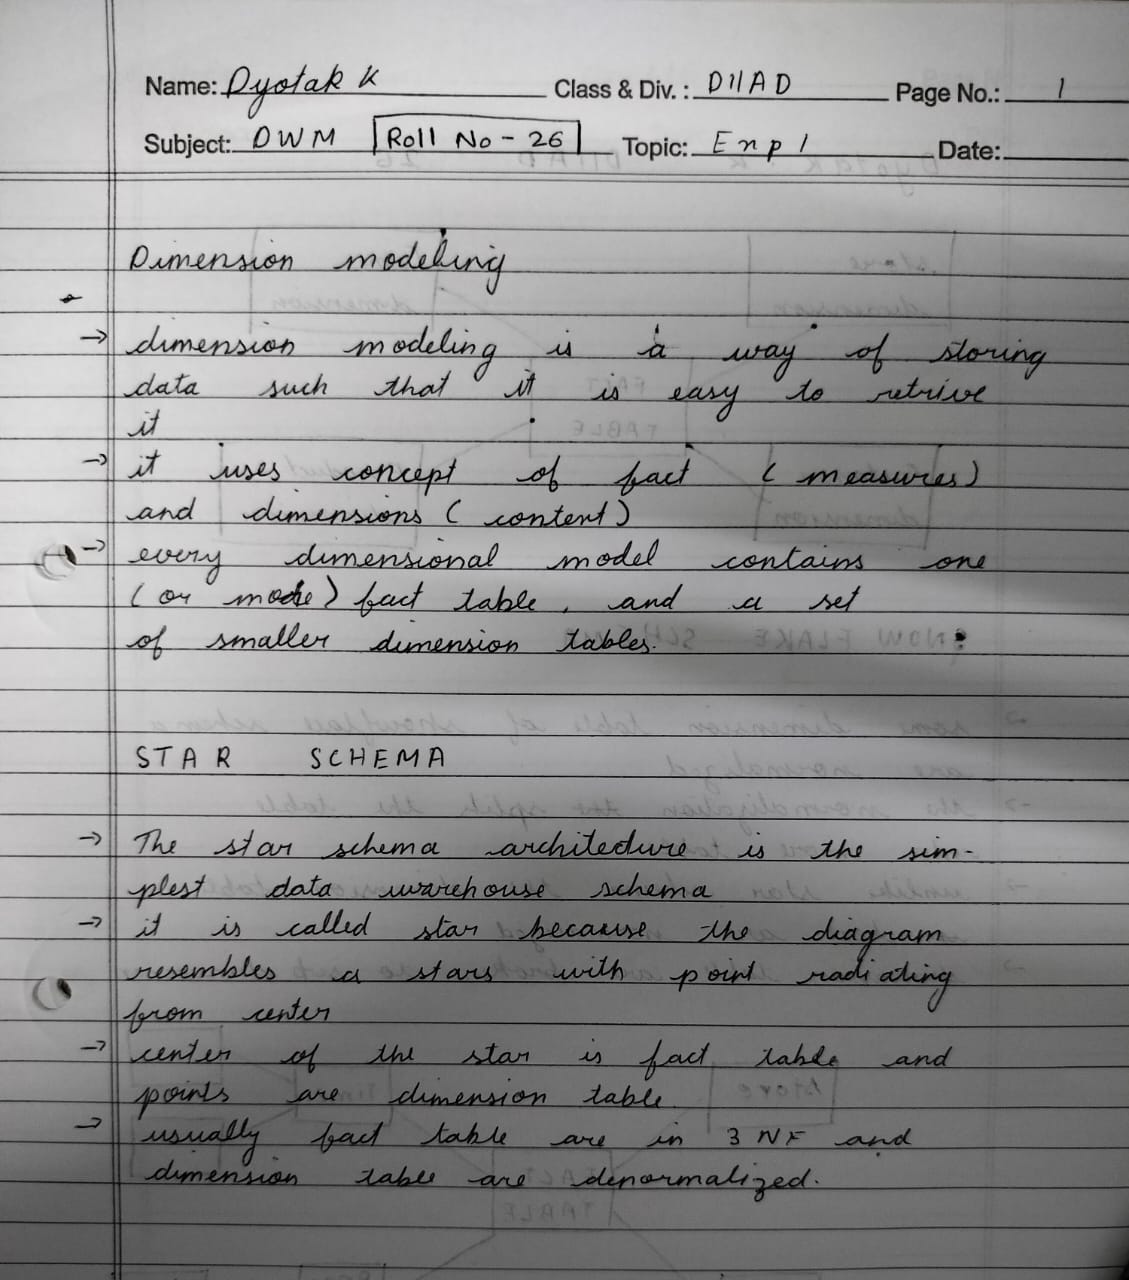 Name: Dyotak K Class & Div. : D11AD Page No.: 1
Subject: DWM Roll No - 26 Topic: Exp 1 Date:
Dimension modeling
→ dimension modeling is a way of storing
data such that it is easy to retrive
it
→ it uses concept of fact (measures)
and dimensions (content)
→ every dimensional model contains one
(or more) fact table, and a set
of smaller dimension tables.
STAR SCHEMA
→ The star schema architecture is the sim-
plest data warehouse schema
→ it is called star because the diagram
resembles a stars with point radiating
from center
→ center of the star is fact table and
points are dimension table.
→ usually fact table are in 3NF and
dimension table are denormalized.